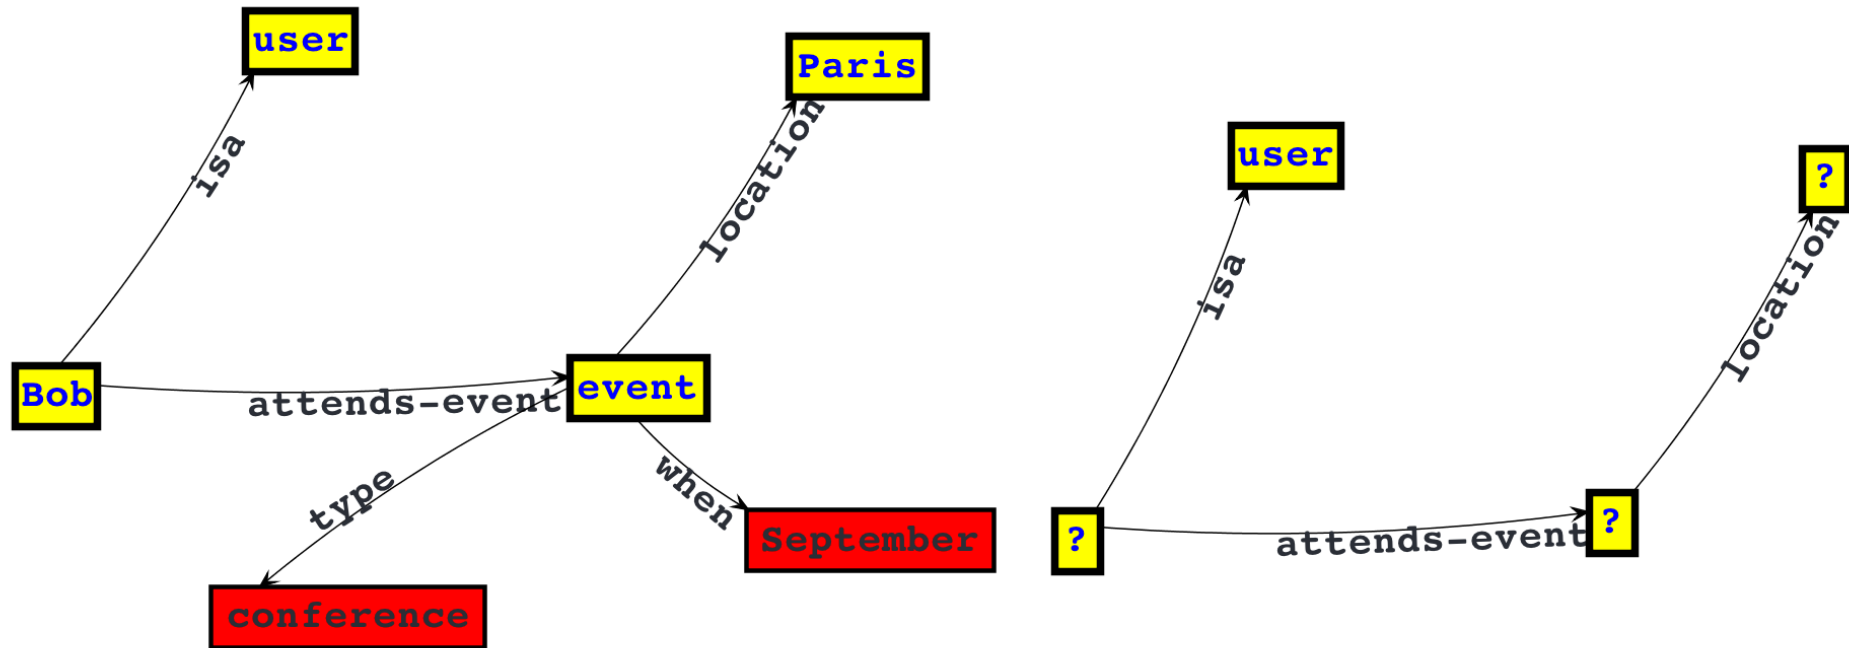 user
Paris
isa
location
Bob
attends-event
event
type
when
September
conference
user
?
isa
location
?
attends-event
?